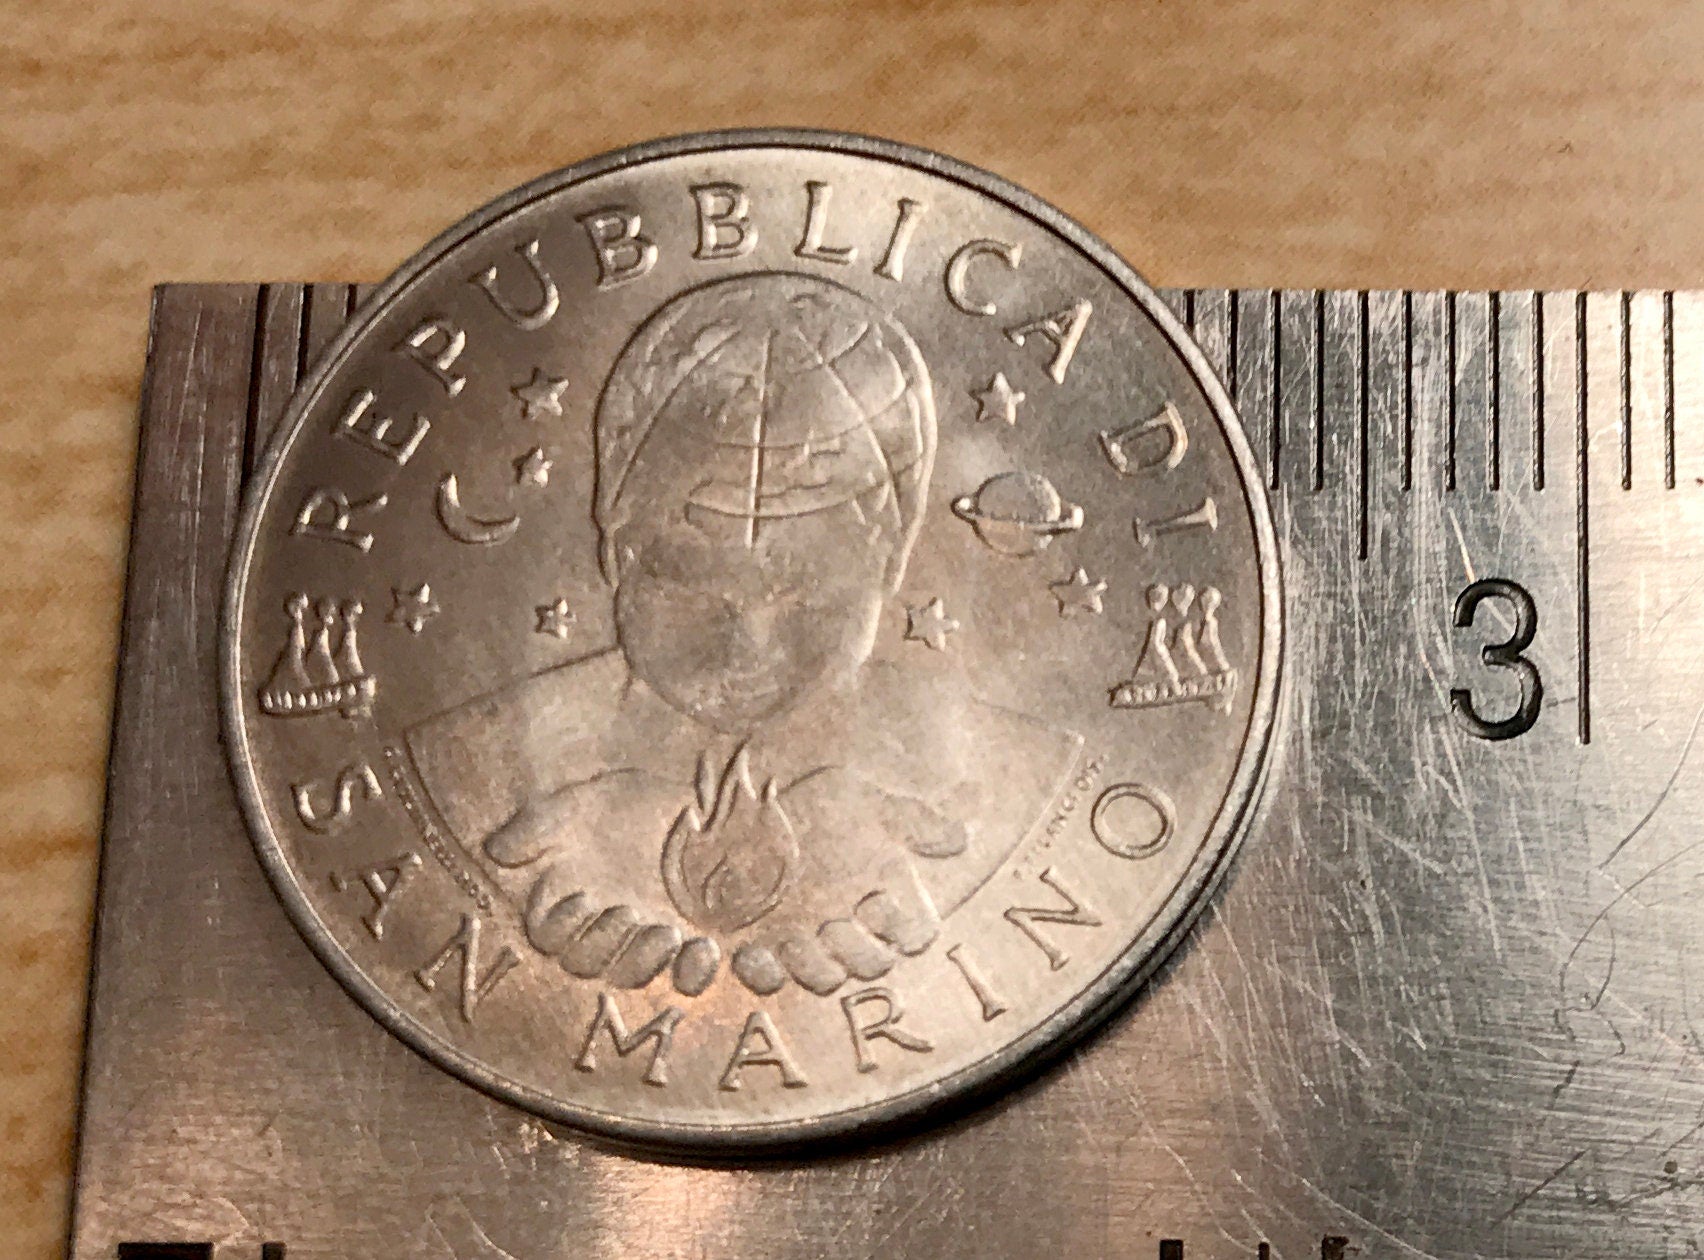 REPUBBLICA DI
SAN MARINO
3